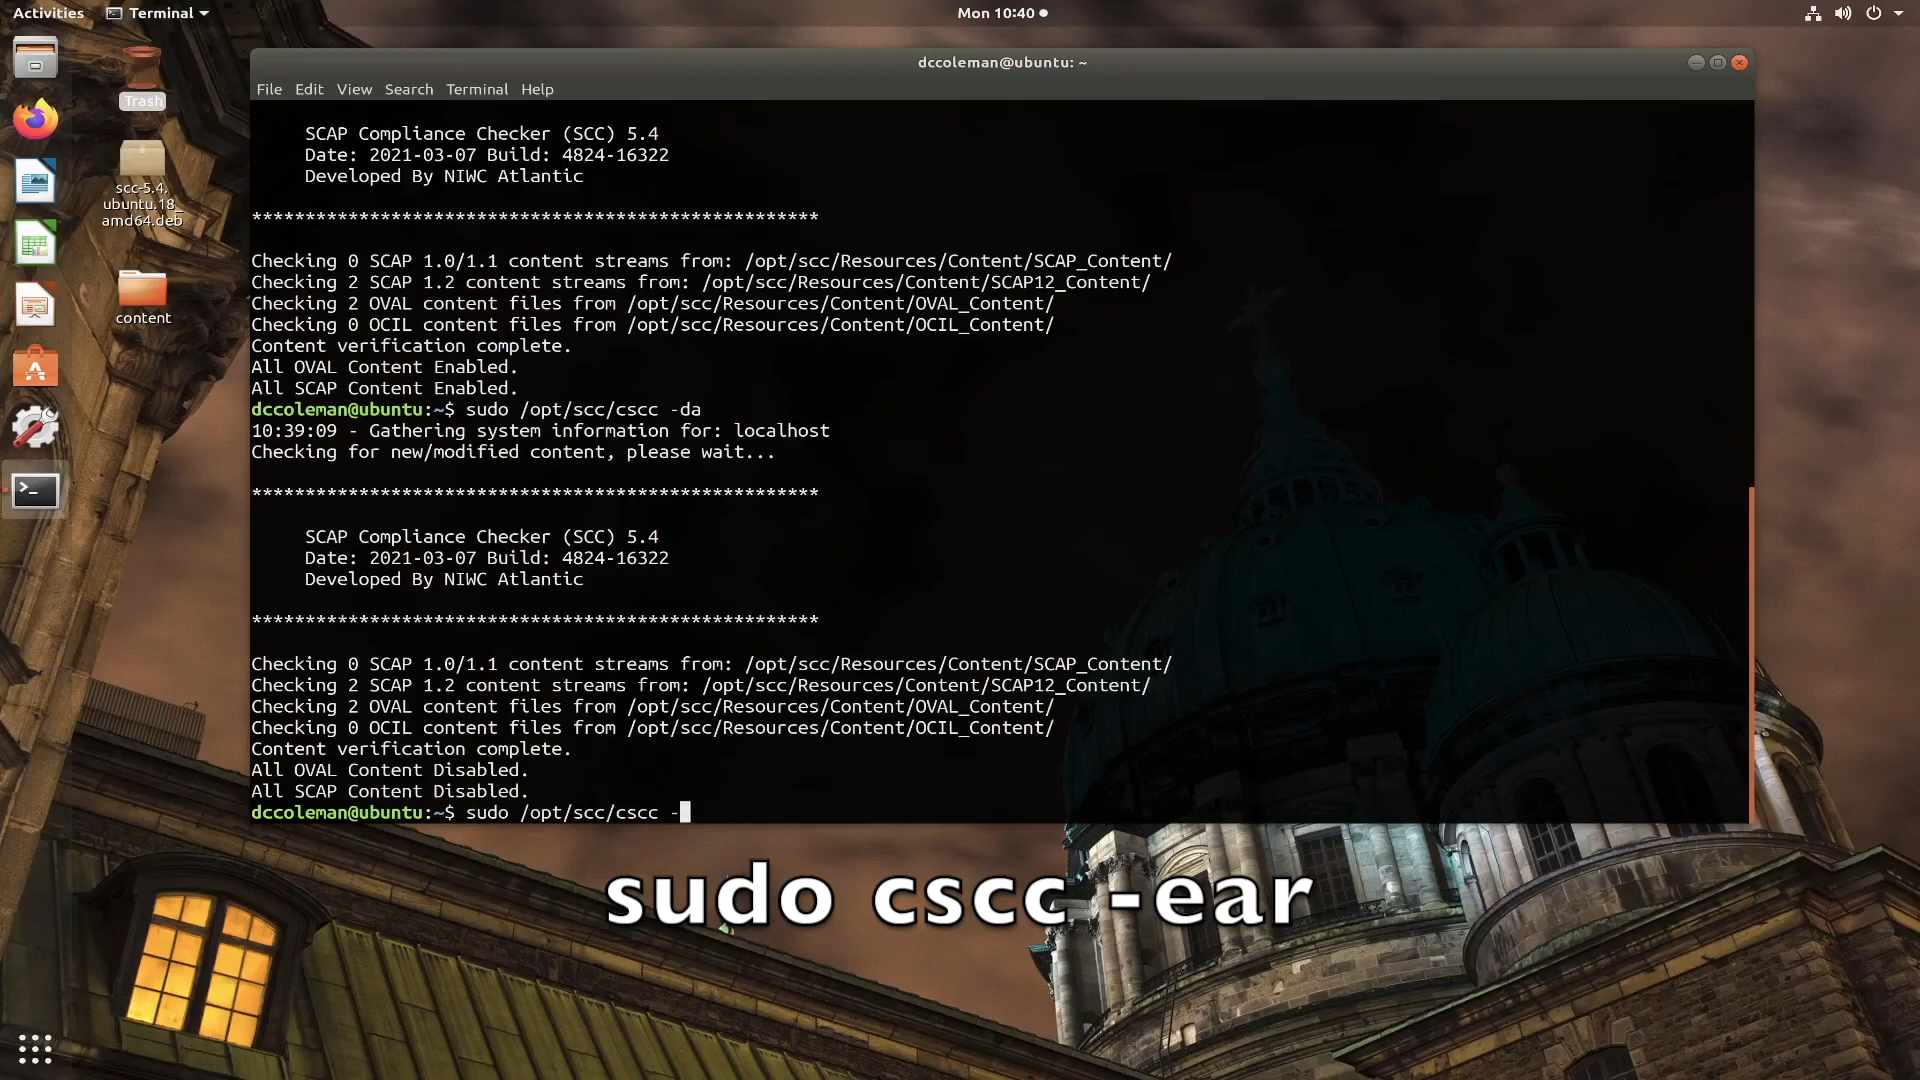 Activities
Terminal
Mon 10:40
dccoleman@ubuntu: ~
File Edit View Search Terminal Help
Trash
scc-5.4.
ubuntu.18_
amd64.deb
content
SCAP Compliance Checker (SCC) 5.4
Date: 2021-03-07 Build: 4824-16322
Developed By NIWC Atlantic
*****************************************************
Checking 0 SCAP 1.0/1.1 content streams from: /opt/scc/Resources/Content/SCAP_Content/
Checking 2 SCAP 1.2 content streams from: /opt/scc/Resources/Content/SCAP12_Content/
Checking 2 OVAL content files from /opt/scc/Resources/Content/OVAL_Content/
Checking 0 OCIL content files from /opt/scc/Resources/Content/OCIL_Content/
Content verification complete.
All OVAL Content Enabled.
All SCAP Content Enabled.
dccoleman@ubuntu:~$ sudo /opt/scc/cscc -da
10:39:09 - Gathering system information for: localhost
Checking for new/modified content, please wait...
*****************************************************
SCAP Compliance Checker (SCC) 5.4
Date: 2021-03-07 Build: 4824-16322
Developed By NIWC Atlantic
*****************************************************
Checking 0 SCAP 1.0/1.1 content streams from: /opt/scc/Resources/Content/SCAP_Content/
Checking 2 SCAP 1.2 content streams from: /opt/scc/Resources/Content/SCAP12_Content/
Checking 2 OVAL content files from /opt/scc/Resources/Content/OVAL_Content/
Checking 0 OCIL content files from /opt/scc/Resources/Content/OCIL_Content/
Content verification complete.
All OVAL Content Disabled.
All SCAP Content Disabled.
dccoleman@ubuntu:~$ sudo /opt/scc/cscc -
sudo cscc -ear